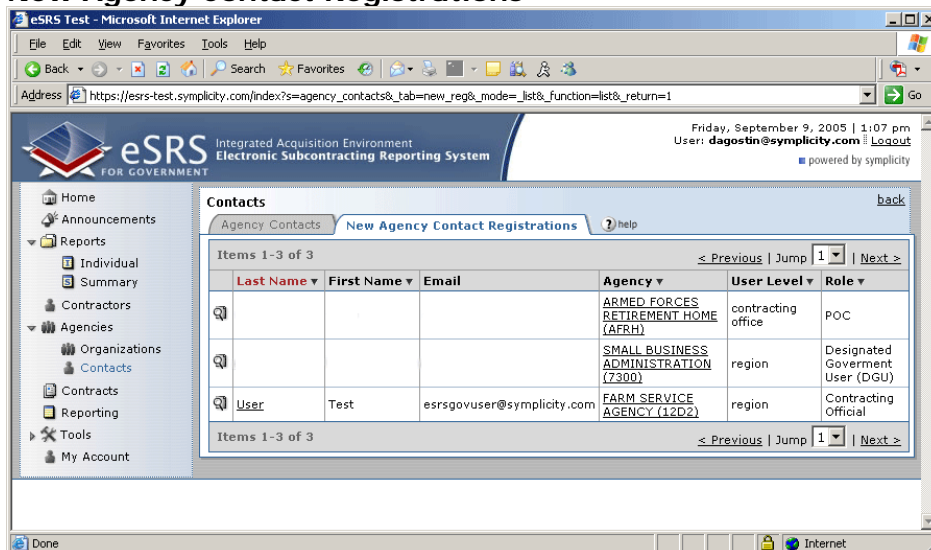 New Agency Contact Registrations
eSRS Test - Microsoft Internet Explorer
File Edit View Favorites Tools Help
Back Search Favorites
Address https://esrs-test.symplicity.com/index?s=agency_contacts&_tab=new_reg&_mode=_list&_function=list&_return=1 Go
eSRS
FOR GOVERNMENT
Integrated Acquisition Environment
Electronic Subcontracting Reporting System
Friday, September 9, 2005 | 1:07 pm
User: dagostin@symplicity.com Logout
powered by symplicity
Home
Announcements
Reports
I Individual
S Summary
Contractors
Agencies
Organizations
Contacts
Contracts
Reporting
Tools
My Account
Contacts back
Agency Contacts New Agency Contact Registrations ? help
Items 1-3 of 3 < Previous | Jump 1 | Next >
Last Name First Name Email Agency User Level Role
ARMED FORCES
RETIREMENT HOME
(AFRH)
contracting
office
POC
SMALL BUSINESS
ADMINISTRATION
(7300)
region
Designated
Goverment
User (DGU)
User Test esrsgovuser@symplicity.com
FARM SERVICE
AGENCY (12D2)
region
Contracting
Official
Items 1-3 of 3 < Previous | Jump 1 | Next >
Done Internet